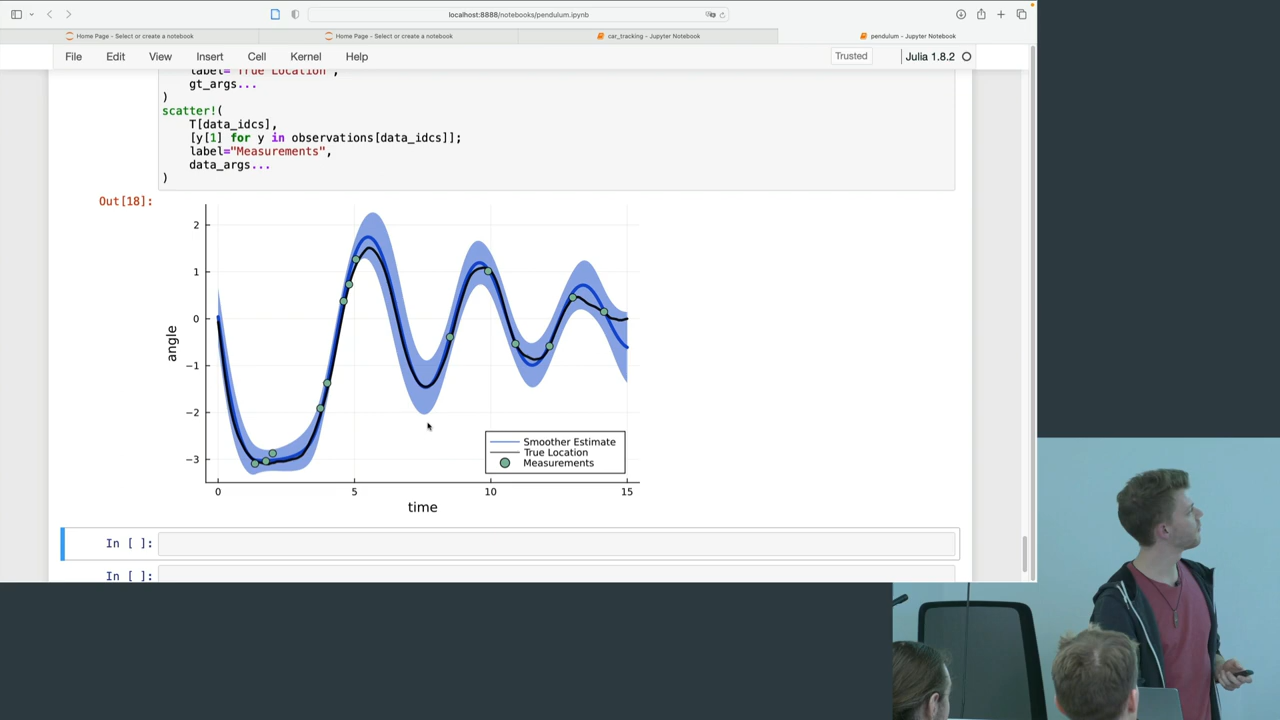 localhost:8888/notebooks/pendulum.ipynb
Home Page - Select or create a notebook
Home Page - Select or create a notebook
car_tracking - Jupyter Notebook
pendulum - Jupyter Notebook
File Edit View Insert Cell Kernel Help
Trusted
Julia 1.8.2
label="True Location",
gt_args...
)
scatter!(
T[data_idcs],
[y[1] for y in observations[data_idcs]];
label="Measurements",
data_args...
)
Out[18]:
2
1
0
−1
−2
−3
angle
0
5
10
15
time
Smoother Estimate
True Location
Measurements
In [ ]:
In [ ]: